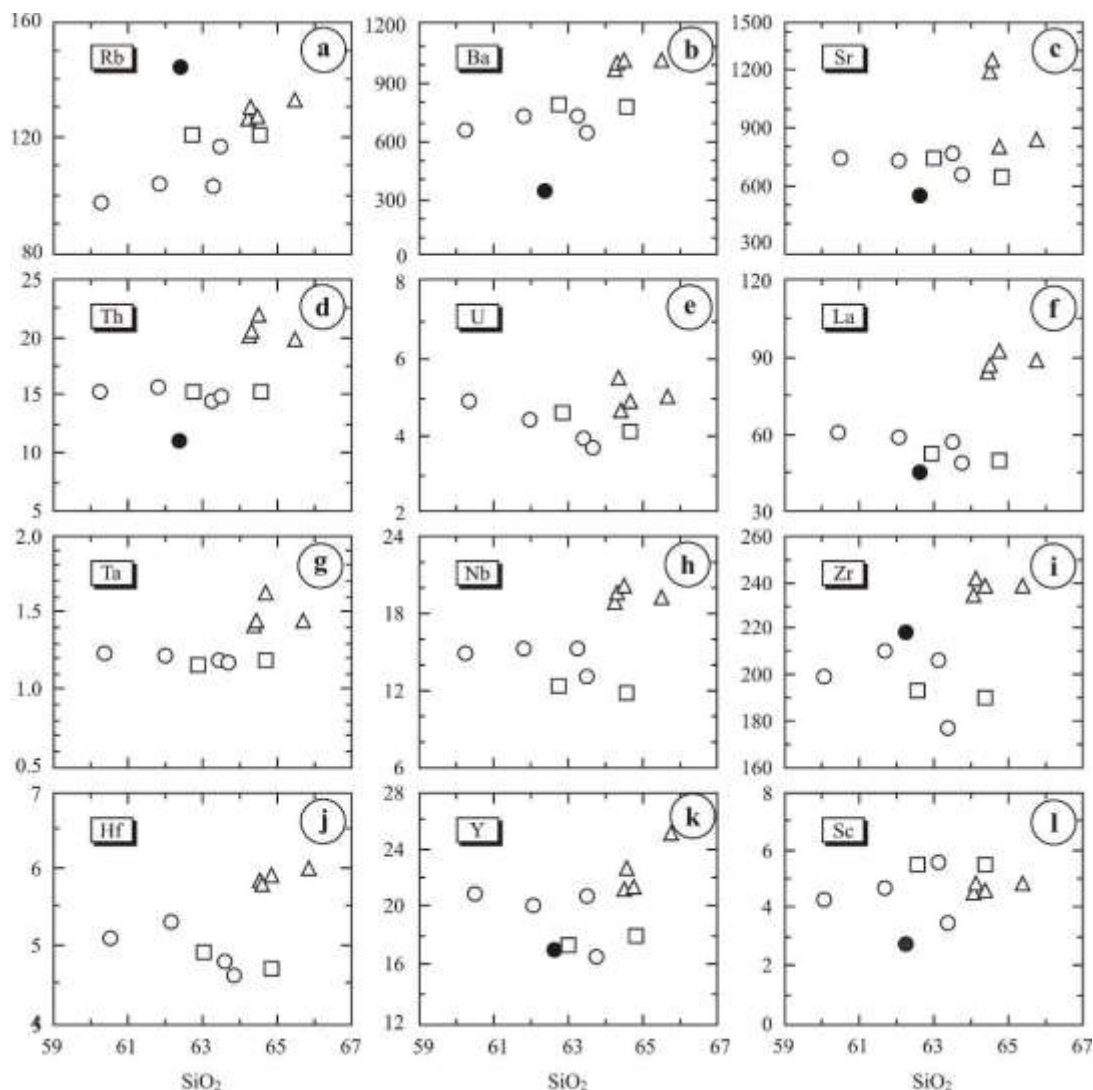 160 Rb a 120 80
1200 Ba b 900 600 300 0
1500 Sr c 1200 900 600 300
25 Th d 20 15 10 5
8 U e 6 4 2
120 La f 90 60 30
2.0 Ta g 1.5 1.0 0.5
24 Nb h 18 12 6
260 Zr i 240 220 200 180 160
7 Hf j 6 5
28 Y k 24 20 16 12
8 Sc l 6 4 2 0
59 61 63 65 67
59 61 63 65 67
59 61 63 65 67
SiO₂
SiO₂
SiO₂